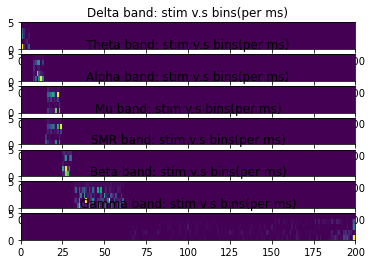 Delta band: stim v.s bins(per ms)
5
0
Theta band: stim v.s bins(per ms)
5
0
Alpha band: stim v.s bins(per ms)
5
0
Mu band: stim v.s bins(per ms)
5
0
SMR band: stim v.s bins(per ms)
5
0
Beta band: stim v.s bins(per ms)
5
0
Gamma band: stim v.s bins(per ms)
5
0
0 25 50 75 100 125 150 175 200